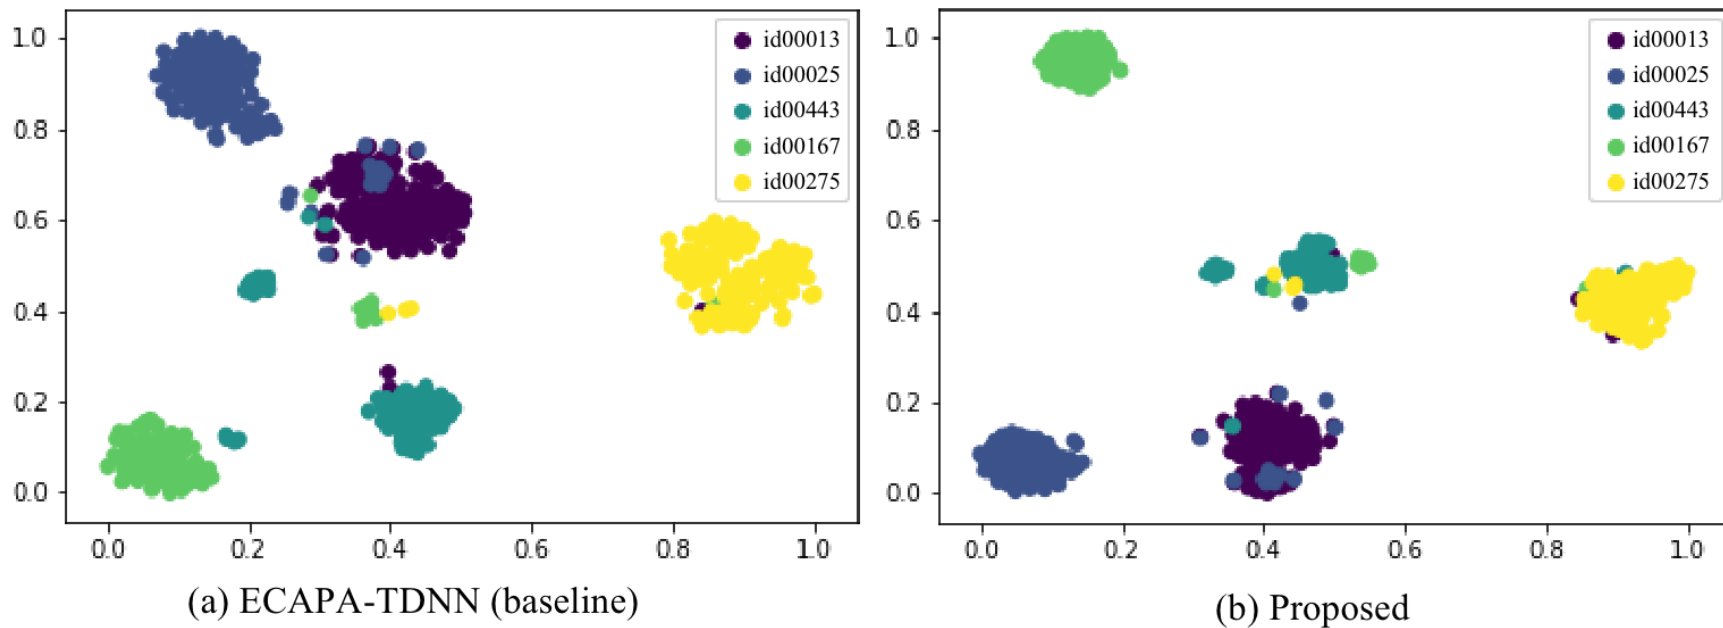 1.0
0.8
0.6
0.4
0.2
0.0
0.0 0.2 0.4 0.6 0.8 1.0
id00013
id00025
id00443
id00167
id00275
(a) ECAPA-TDNN (baseline)
1.0
0.8
0.6
0.4
0.2
0.0
0.0 0.2 0.4 0.6 0.8 1.0
id00013
id00025
id00443
id00167
id00275
(b) Proposed